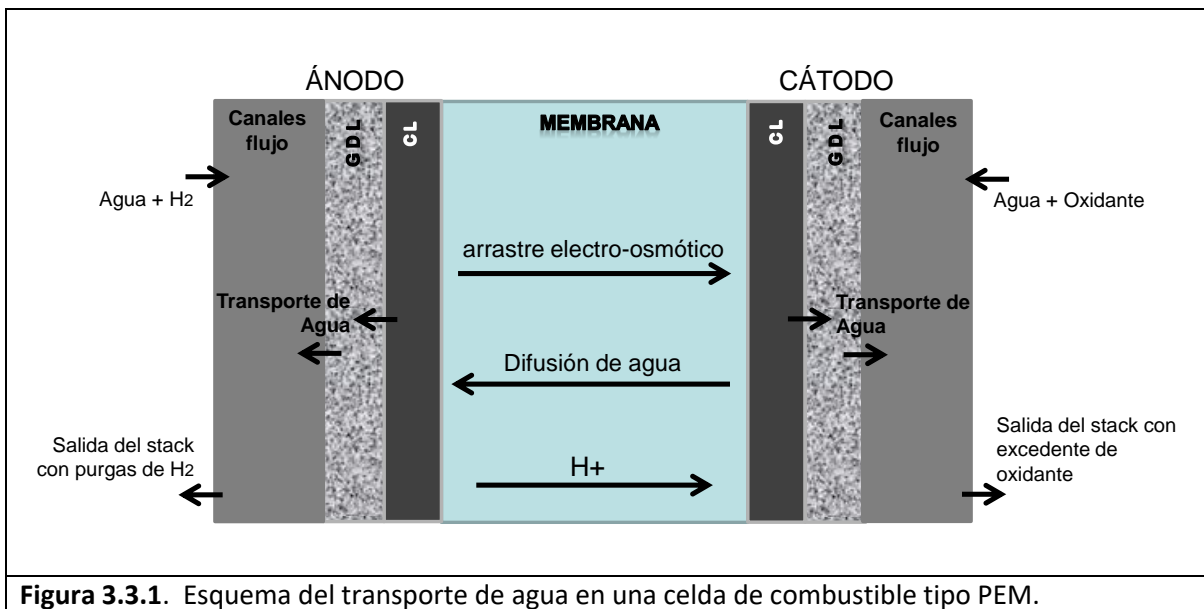 ÁNODO
CÁTODO
Canales
flujo
GDL
CL
MEMBRANA
CL
GDL
Canales
flujo
Agua + H2
Agua + Oxidante
arrastre electro-osmótico
Transporte de
Agua
Transporte de
Agua
Difusión de agua
Salida del stack
con purgas de H2
H+
Salida del stack con
excedente de
oxidante
Figura 3.3.1. Esquema del transporte de agua en una celda de combustible tipo PEM.